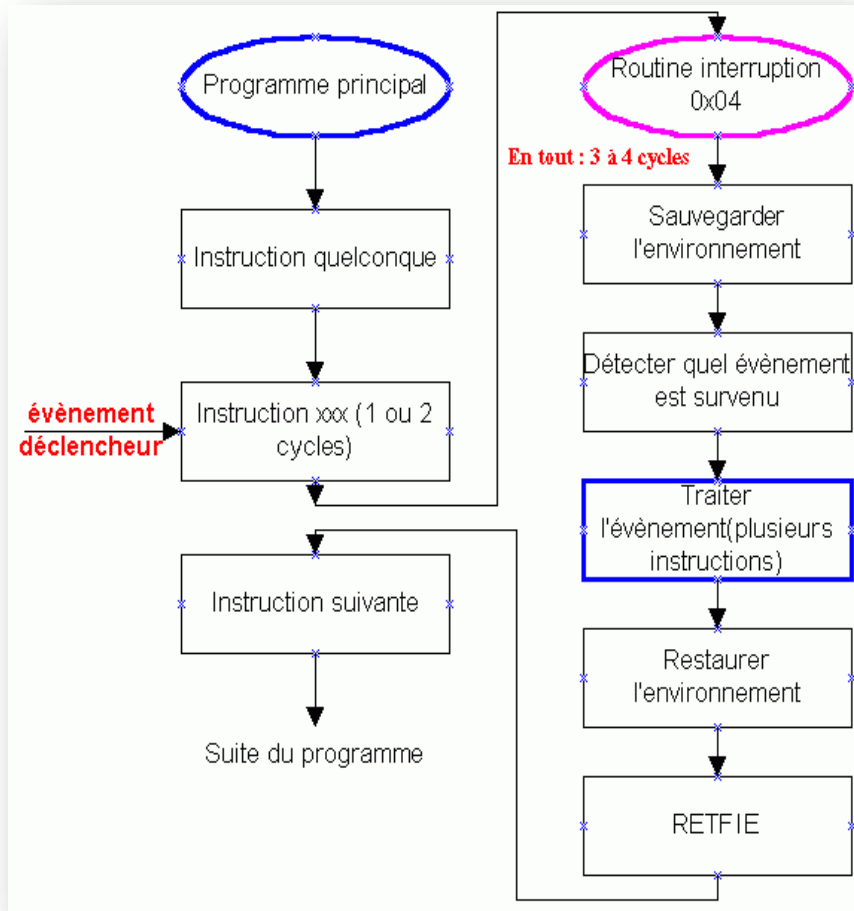 Programme principal
Instruction quelconque
évènement
déclencheur
Instruction xxx (1 ou 2
cycles)
Instruction suivante
Suite du programme
Routine interruption
0x04
En tout : 3 à 4 cycles
Sauvegarder
l'environnement
Détecter quel évènement
est survenu
Traiter
l'évènement(plusieurs
instructions)
Restaurer
l'environnement
RETFIE